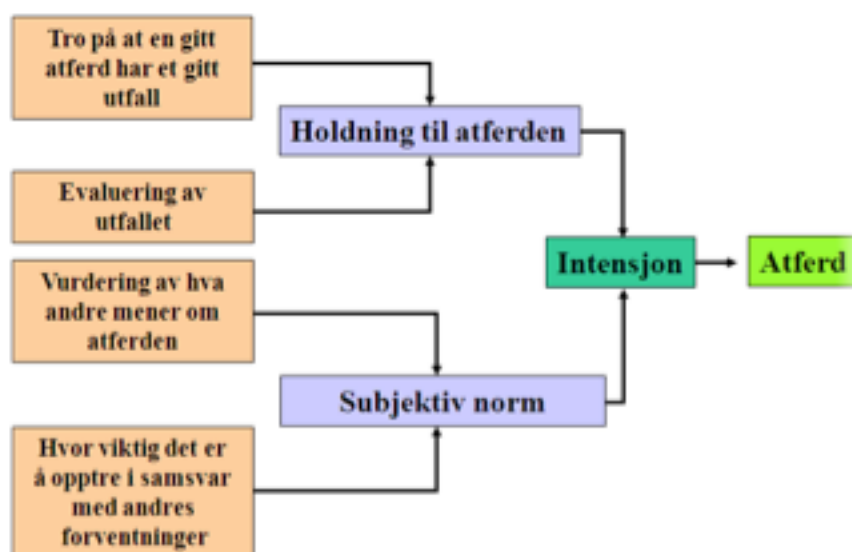 Tro på at en gitt
atferd har et gitt
utfall
Holdning til atferden
Evaluering av
utfallet
Intensjon
Atferd
Vurdering av hva
andre mener om
atferden
Subjektiv norm
Hvor viktig det er
å opptre i samsvar
med andres
forventninger